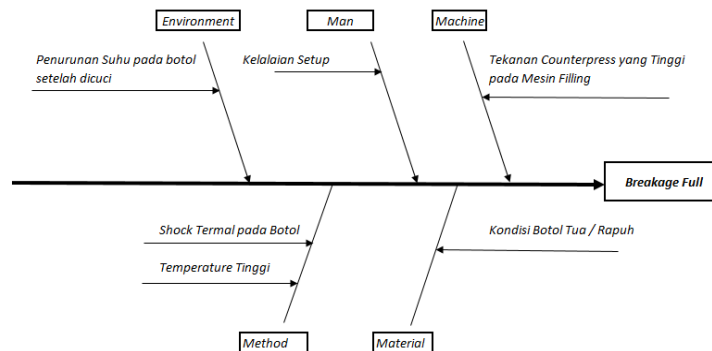 Environment
Man
Machine
Penurunan Suhu pada botol
setelah dicuci
Kelalaian Setup
Tekanan Counterpress yang Tinggi
pada Mesin Filling
Breakage Full
Shock Termal pada Botol
Temperature Tinggi
Kondisi Botol Tua / Rapuh
Method
Material